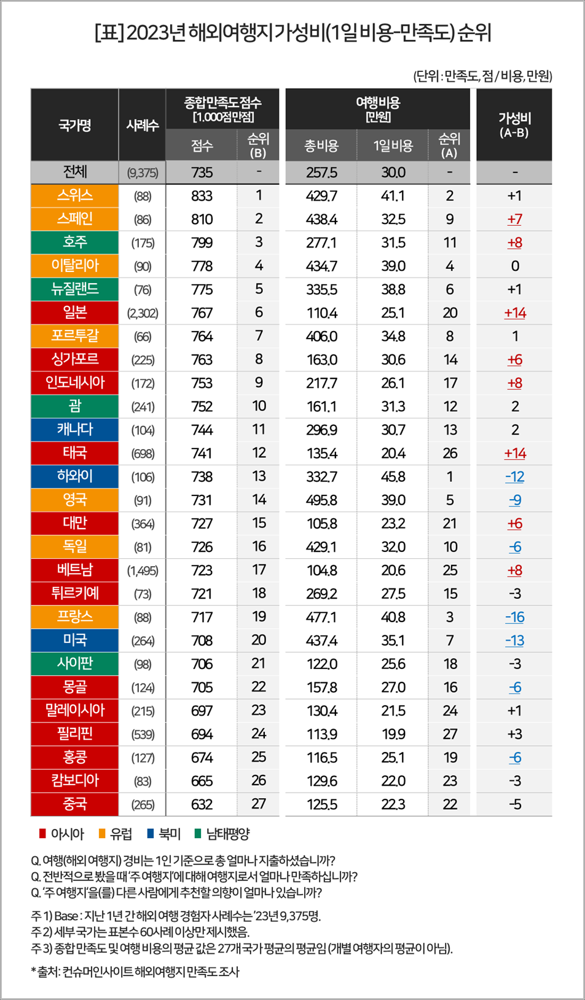 [표] 2023년 해외여행지 가성비(1일 비용-만족도) 순위
(단위 : 만족도, 점 / 비용, 만원)
국가명 사례수 종합만족도 점수 [1.000점 만점] 여행 비용 [만원] 가성비 (A-B)
점수 순위 (B) 총 비용 1일 비용 순위 (A)
전체 (9,375) 735 - 257.5 30.0 - -
스위스 (88) 833 1 429.7 41.1 2 +1
스페인 (86) 810 2 438.4 32.5 9 +7
호주 (175) 799 3 277.1 31.5 11 +8
이탈리아 (90) 778 4 434.7 39.0 4 0
뉴질랜드 (76) 775 5 335.5 38.8 6 +1
일본 (2,302) 767 6 110.4 25.1 20 +14
포르투갈 (66) 764 7 406.0 34.8 8 1
싱가포르 (225) 763 8 163.0 30.6 14 +6
인도네시아 (172) 753 9 217.7 26.1 17 +8
괌 (241) 752 10 161.1 31.3 12 2
캐나다 (104) 744 11 296.9 30.7 13 2
태국 (698) 741 12 135.4 20.4 26 +14
하와이 (106) 738 13 332.7 45.8 1 -12
영국 (91) 731 14 495.8 39.0 5 -9
대만 (364) 727 15 105.8 23.2 21 +6
독일 (81) 726 16 429.1 32.0 10 -6
베트남 (1,495) 723 17 104.8 20.6 25 +8
튀르키예 (73) 721 18 269.2 27.5 15 -3
프랑스 (88) 717 19 477.1 40.8 3 -16
미국 (264) 708 20 437.4 35.1 7 -13
사이판 (98) 706 21 122.0 25.6 18 -3
몽골 (124) 705 22 157.8 27.0 16 -6
말레이시아 (215) 697 23 130.4 21.5 24 +1
필리핀 (539) 694 24 113.9 19.9 27 +3
홍콩 (127) 674 25 116.5 25.1 19 -6
캄보디아 (83) 665 26 129.6 22.0 23 -3
중국 (265) 632 27 125.5 22.3 22 -5
아시아 유럽 북미 남태평양
Q. 여행(해외 여행지) 경비는 1인 기준으로 총 얼마나 지출하셨습니까?
Q. 전반적으로 봤을 때 '주 여행지'에 대해 여행지로서 얼마나 만족하십니까?
Q. '주 여행지'을(를) 다른 사람에게 추천할 의향이 얼마나 있습니까?
주 1) Base : 지난 1년 간 해외 여행 경험자 사례수는 '23년 9,375명.
주 2) 세부 국가는 표본수 60사례 이상만 제시했음.
주 3) 종합 만족도 및 여행 비용의 평균 값은 27개 국가 평균의 평균임 (개별 여행자의 평균이 아님).
* 출처 : 컨슈머인사이트 해외여행지 만족도 조사